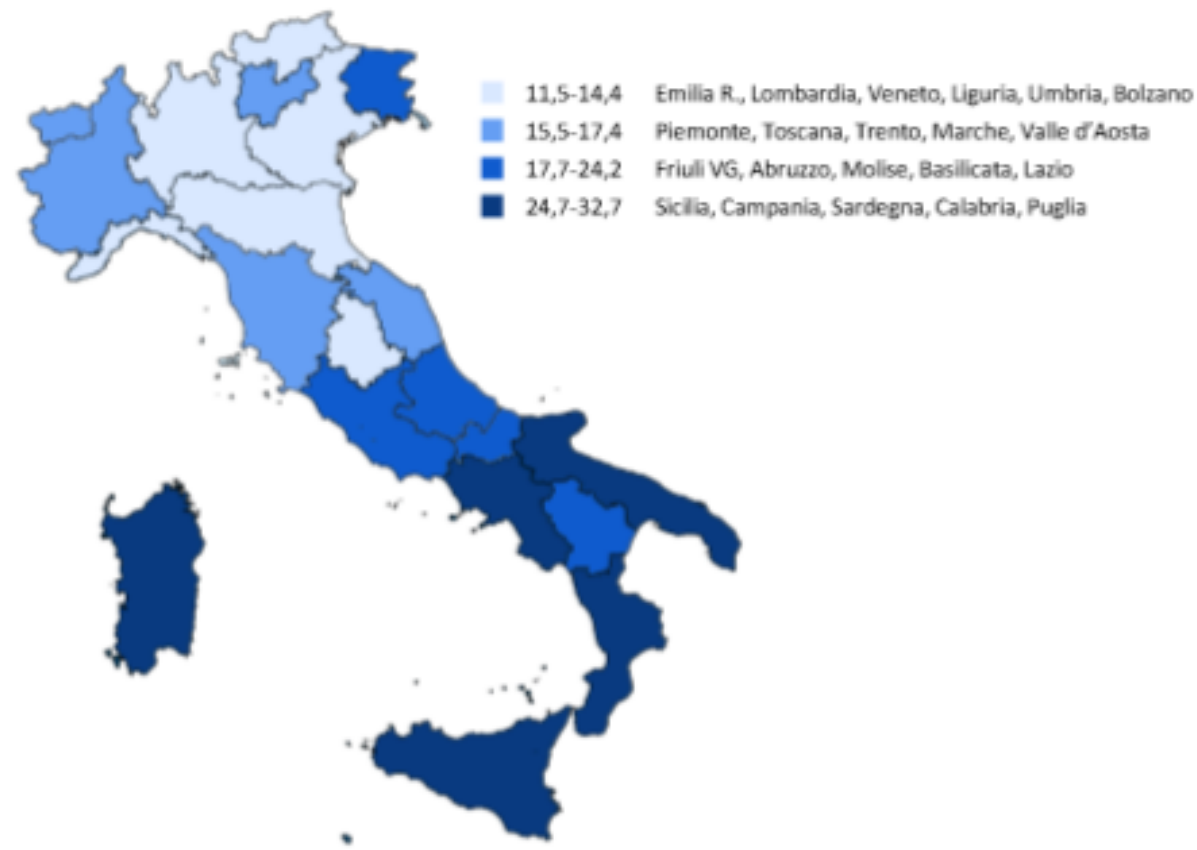 11,5-14,4 Emilia R., Lombardia, Veneto, Liguria, Umbria, Bolzano
15,5-17,4 Piemonte, Toscana, Trento, Marche, Valle d'Aosta
17,7-24,2 Friuli VG, Abruzzo, Molise, Basilicata, Lazio
24,7-32,7 Sicilia, Campania, Sardegna, Calabria, Puglia